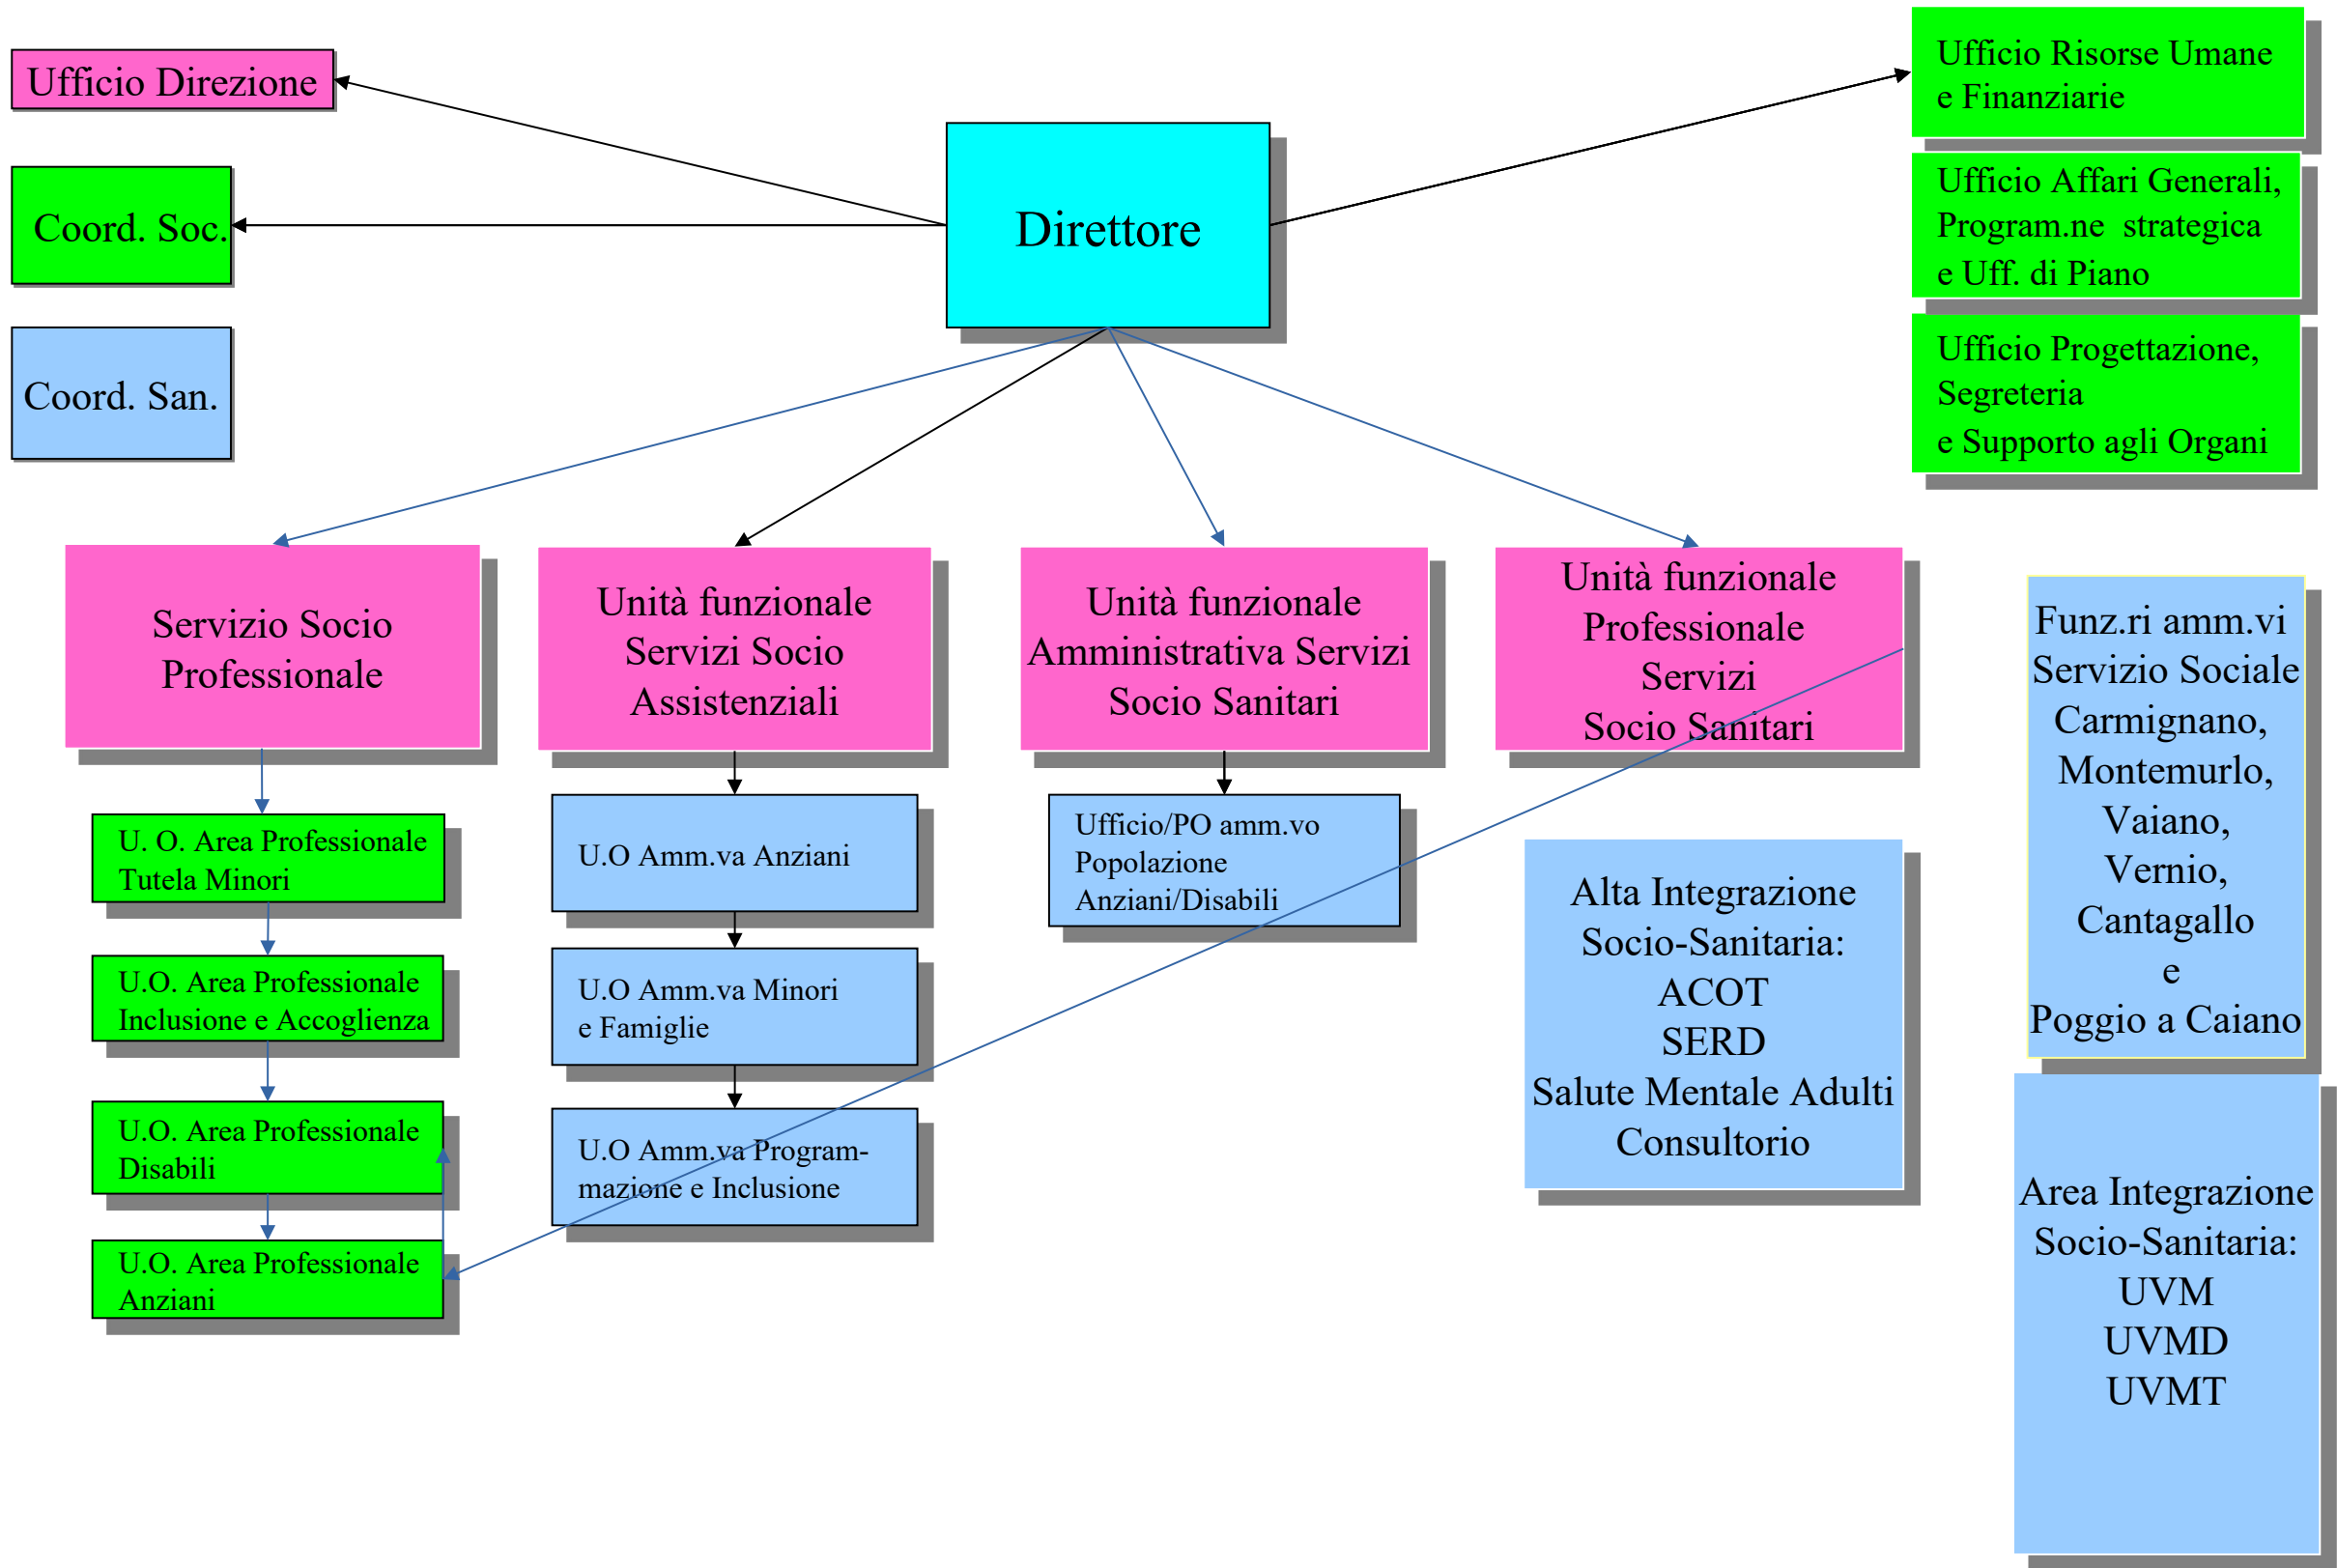 Ufficio Direzione
Coord. Soc.
Coord. San.
Direttore
Ufficio Risorse Umane
e Finanziarie
Ufficio Affari Generali,
Program.ne  strategica
e Uff. di Piano
Ufficio Progettazione,
Segreteria
e Supporto agli Organi
Servizio Socio
Professionale
U. O. Area Professionale
Tutela Minori
U.O. Area Professionale
Inclusione e Accoglienza
U.O. Area Professionale
Disabili
U.O. Area Professionale
Anziani
Unità funzionale
Servizi Socio
Assistenziali
U.O Amm.va Anziani
U.O Amm.va Minori
e Famiglie
U.O Amm.va Program-
mazione e Inclusione
Unità funzionale
Amministrativa Servizi
Socio Sanitari
Ufficio/PO amm.vo
Popolazione
Anziani/Disabili
Unità funzionale
Professionale
Servizi
Socio Sanitari
Alta Integrazione
Socio-Sanitaria:
ACOT
SERD
Salute Mentale Adulti
Consultorio
Funz.ri amm.vi
Servizio Sociale
Carmignano,
Montemurlo,
Vaiano,
Vernio,
Cantagallo
e
Poggio a Caiano
Area Integrazione
Socio-Sanitaria:
UVM
UVMD
UVMT